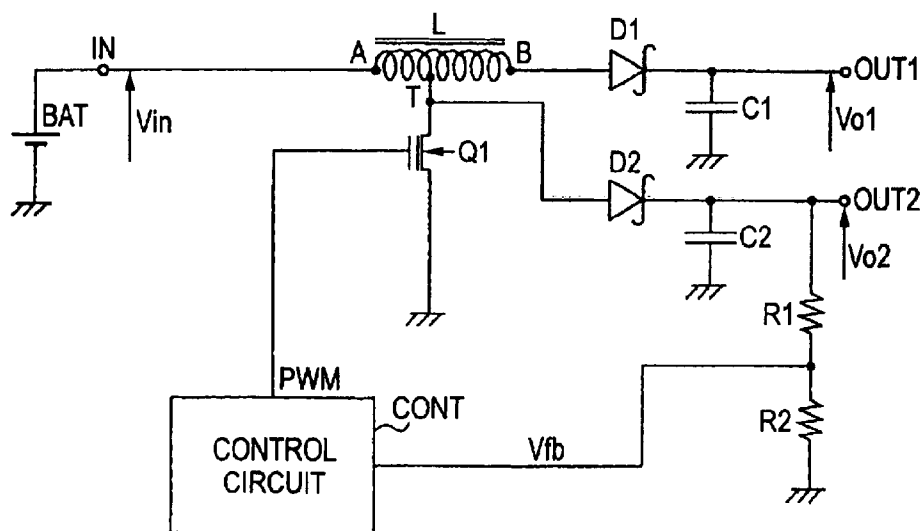 IN
A
L
B
D1
OUT1
BAT
Vin
T
C1
Vo1
Q1
D2
OUT2
C2
Vo2
R1
PWM
CONT
CONTROL
CIRCUIT
Vfb
R2